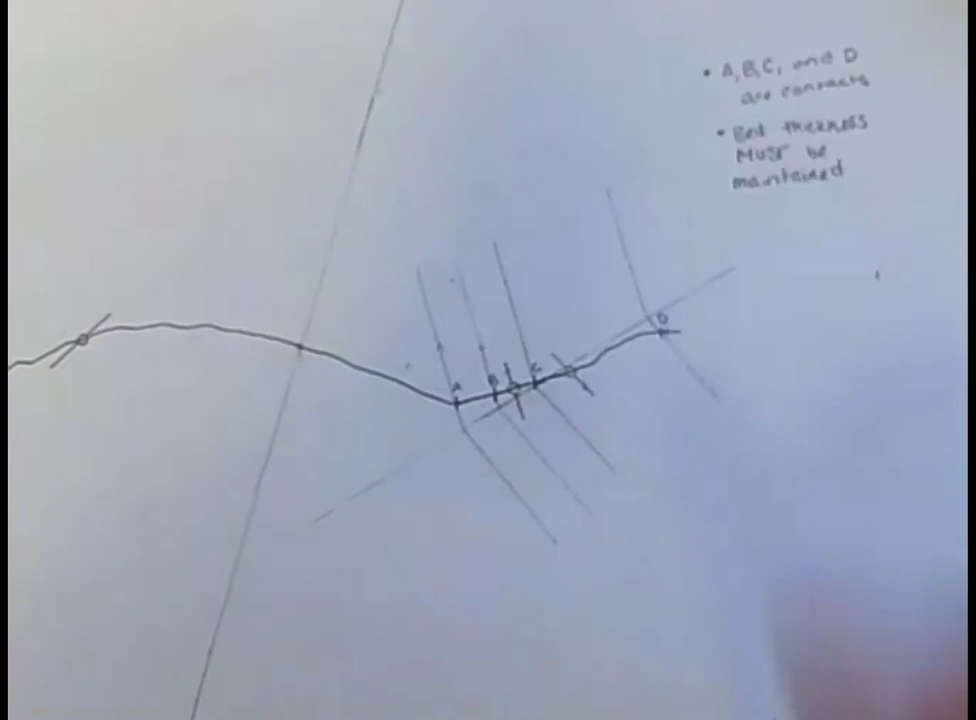 A
B
C
D
• A, B, C, and D
are contacts
• Bed thickness
MUST be
maintained